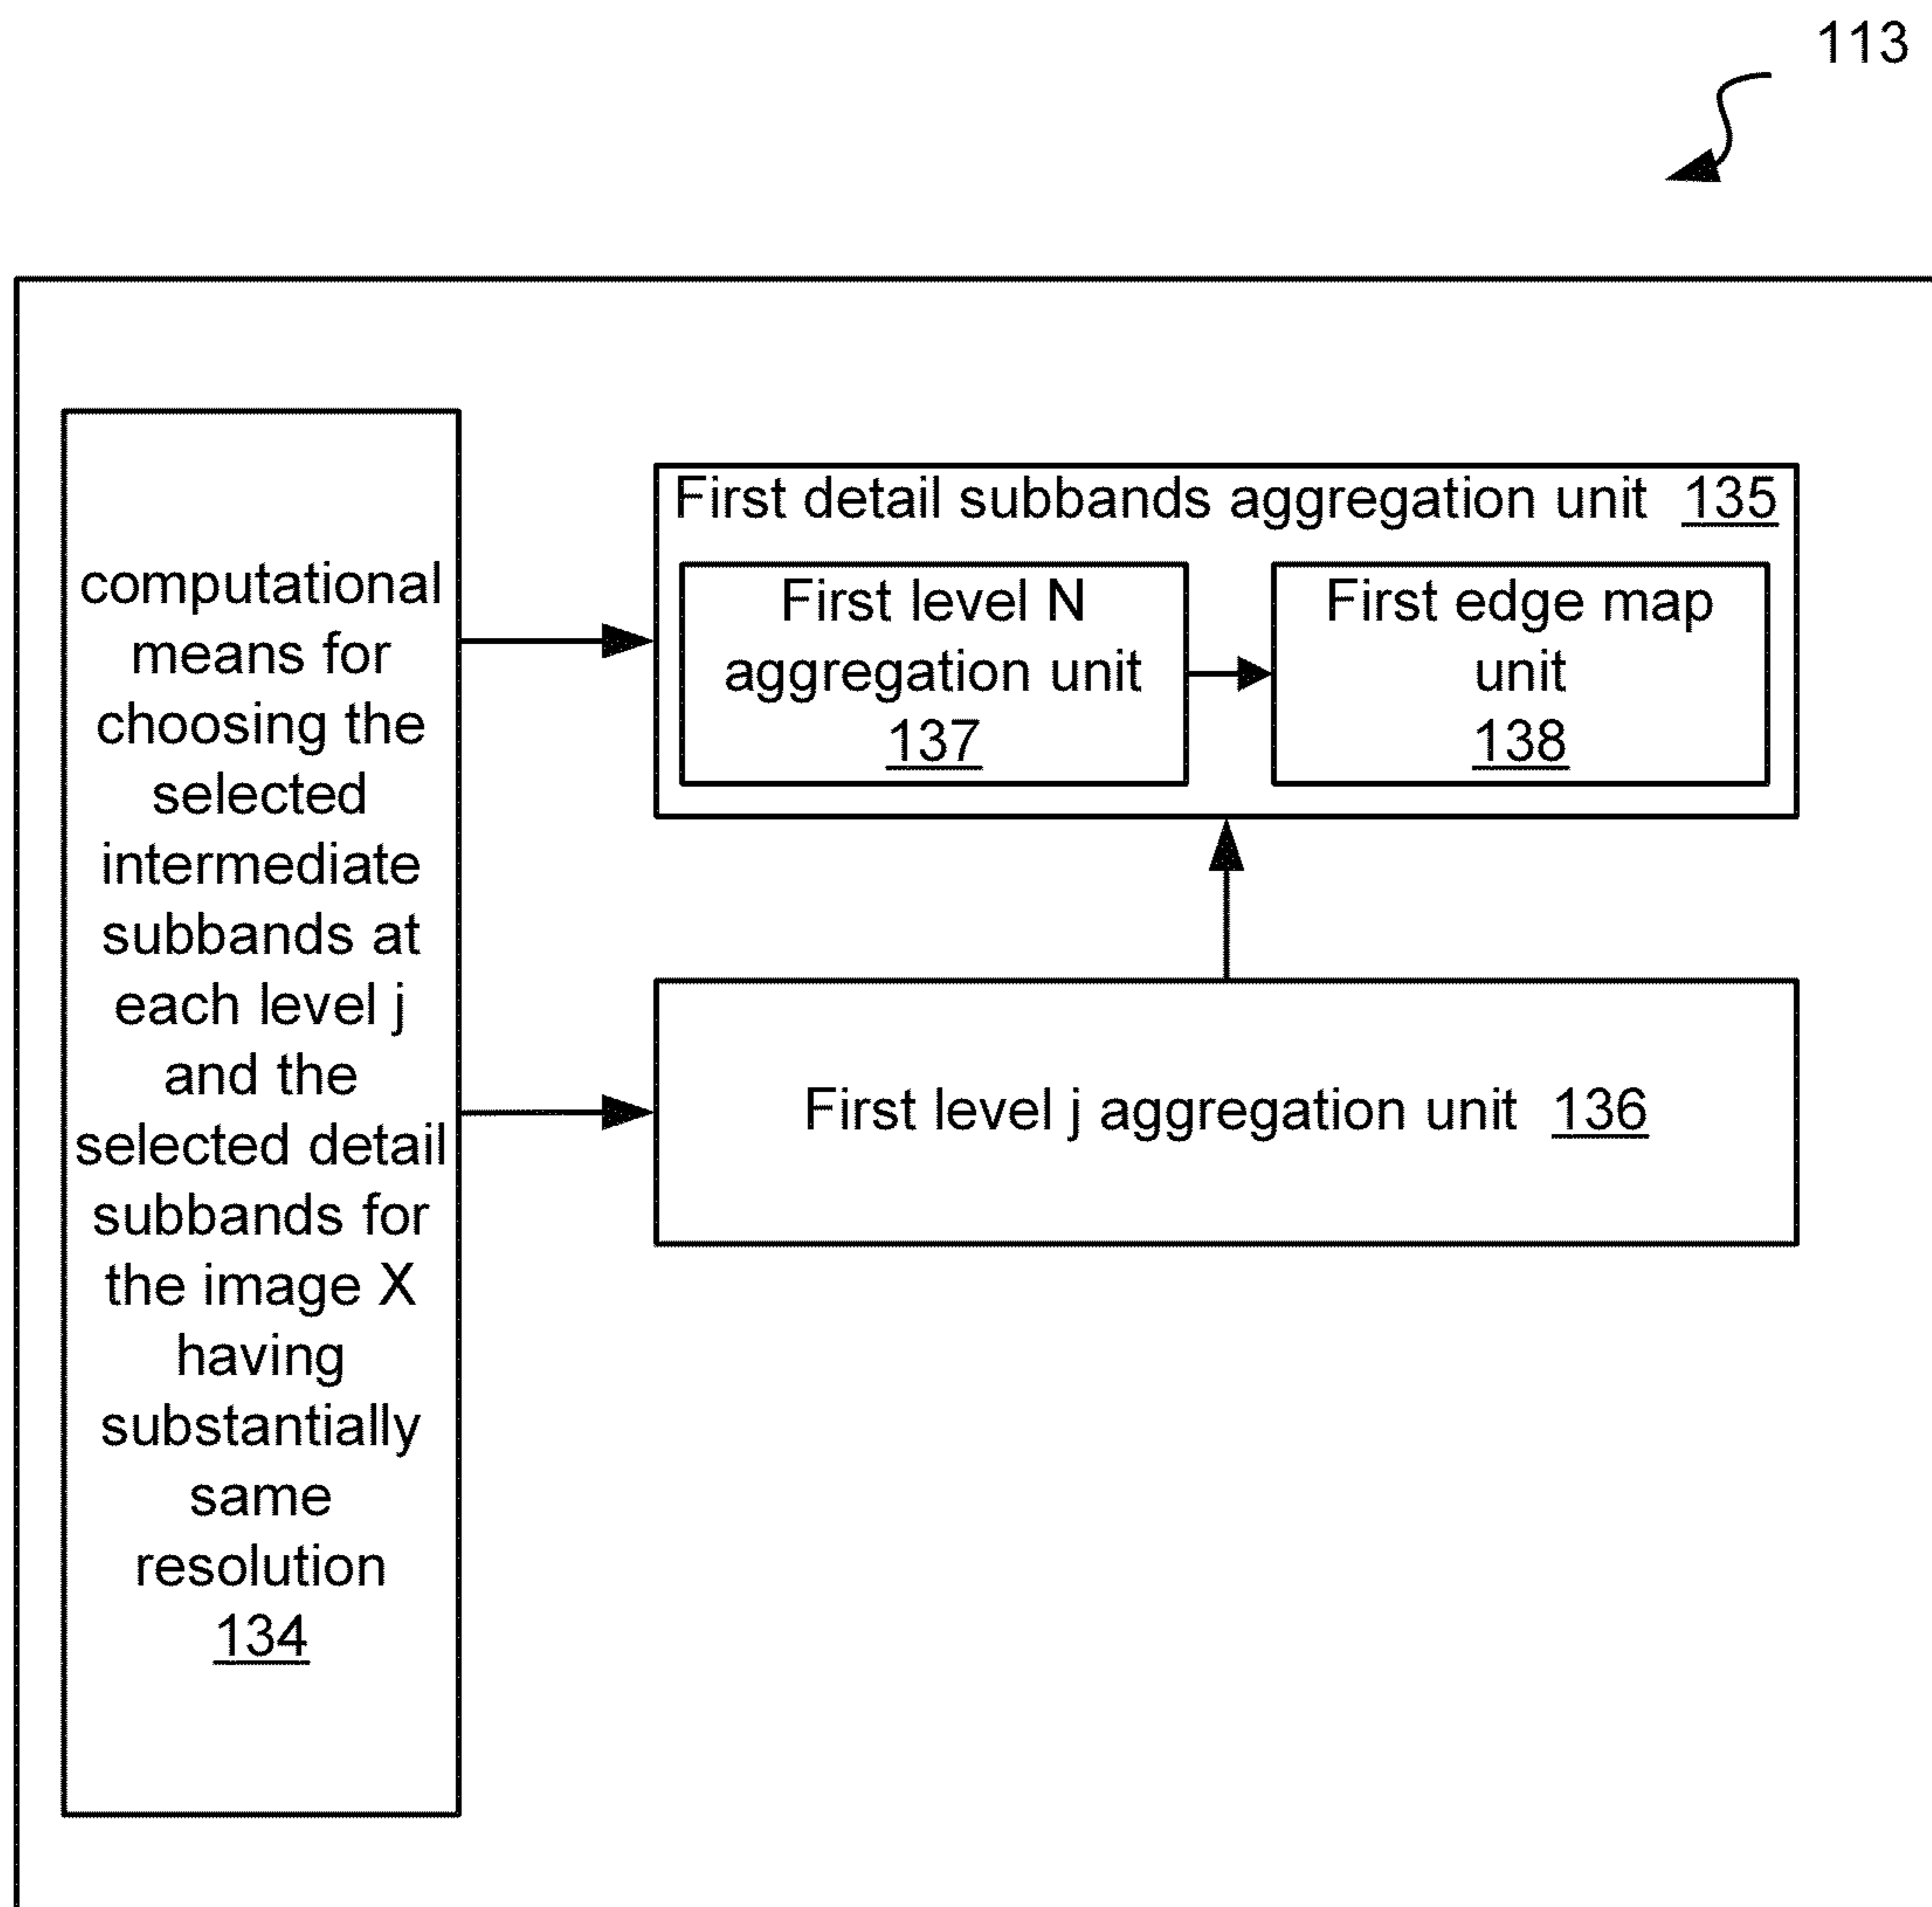 113
computational
means for
choosing the
selected
intermediate
subbands at
each level j
and the
selected detail
subbands for
the image X
having
substantially
same
resolution
134
First detail subbands aggregation unit 135
First level N
aggregation unit
137
First edge map
unit
138
First level j aggregation unit 136